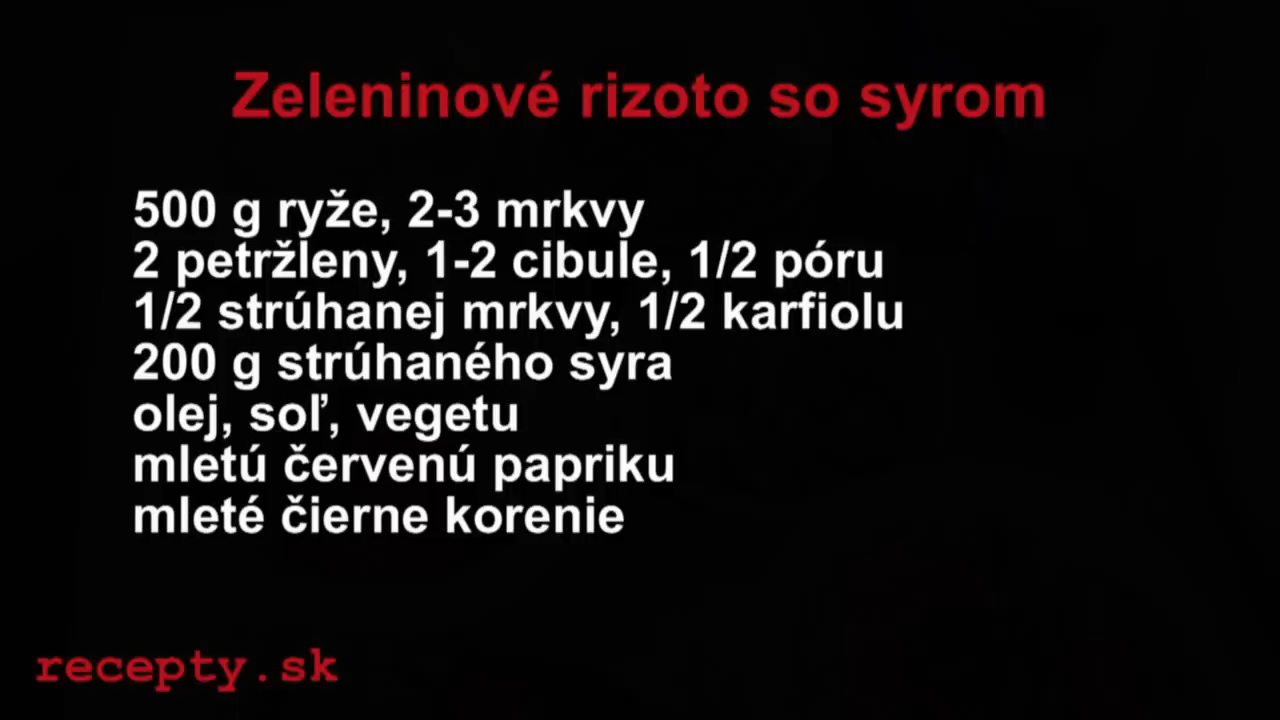 Zeleninové rizoto so syrom
500 g ryže, 2-3 mrkvy
2 petržleny, 1-2 cibule, 1/2 póru
1/2 strúhanej mrkvy, 1/2 karfiolu
200 g strúhaného syra
olej, soľ, vegetu
mletú červenú papriku
mleté čierne korenie
recepty.sk